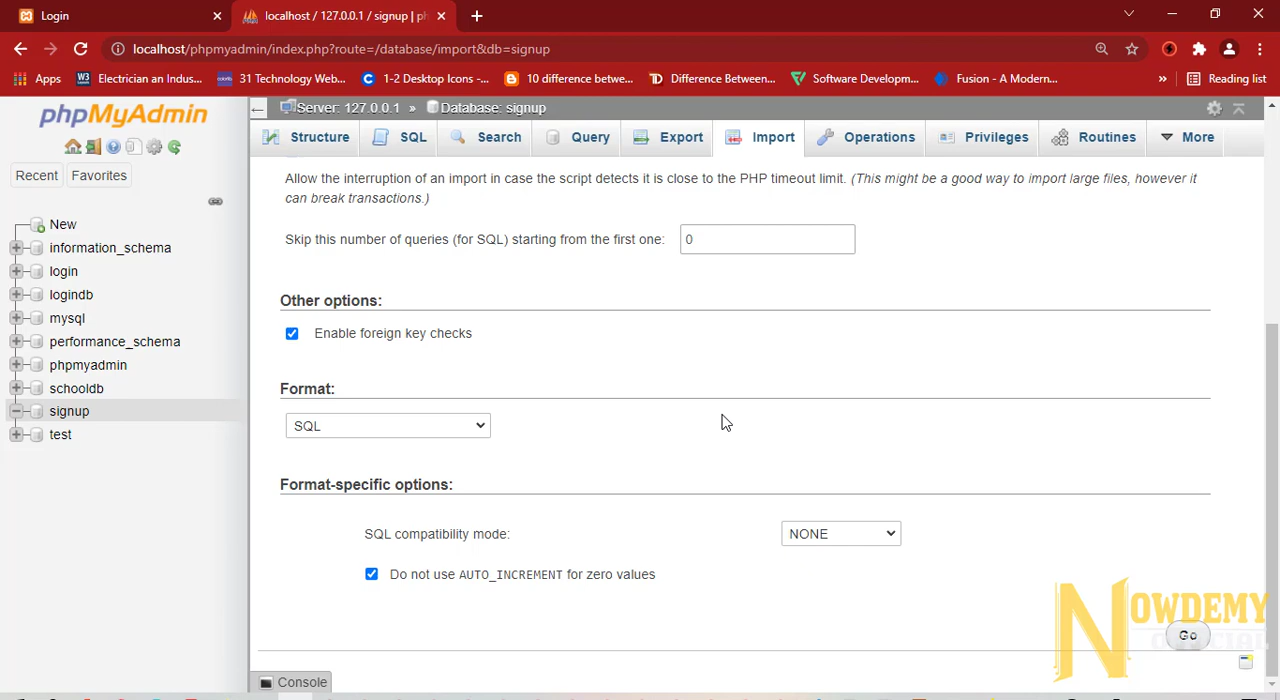 Login
localhost / 127.0.0.1 / signup | ph
localhost/phpmyadmin/index.php?route=/database/import&db=signup
Apps
Electrician an Indus...
31 Technology Web...
1-2 Desktop Icons -...
10 difference betwe...
Difference Between...
Software Developm...
Fusion - A Modern...
»
Reading list
phpMyAdmin
Recent
Favorites
New
information_schema
login
logindb
mysql
performance_schema
phpmyadmin
schooldb
signup
test
Server: 127.0.0.1 » Database: signup
Structure
SQL
Search
Query
Export
Import
Operations
Privileges
Routines
More
Allow the interruption of an import in case the script detects it is close to the PHP timeout limit. (This might be a good way to import large files, however it
can break transactions.)
Skip this number of queries (for SQL) starting from the first one: 0
Other options:
Enable foreign key checks
Format:
SQL
Format-specific options:
SQL compatibility mode: NONE
Do not use AUTO_INCREMENT for zero values
NOWDEMY
OFFICIAL
Go
Console